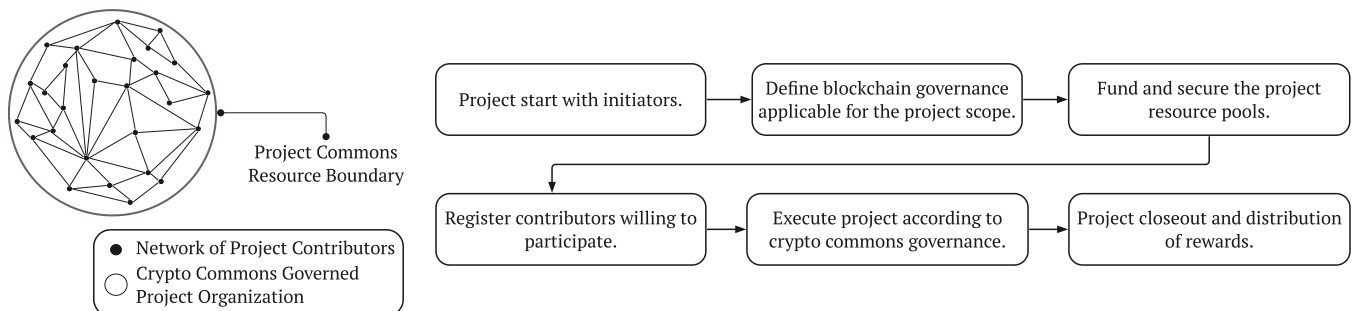 Project Commons
Resource Boundary
Network of Project Contributors
Crypto Commons Governed
Project Organization
Project start with initiators.
Define blockchain governance
applicable for the project scope.
Fund and secure the project
resource pools.
Register contributors willing to
participate.
Execute project according to
crypto commons governance.
Project closeout and distribution
of rewards.